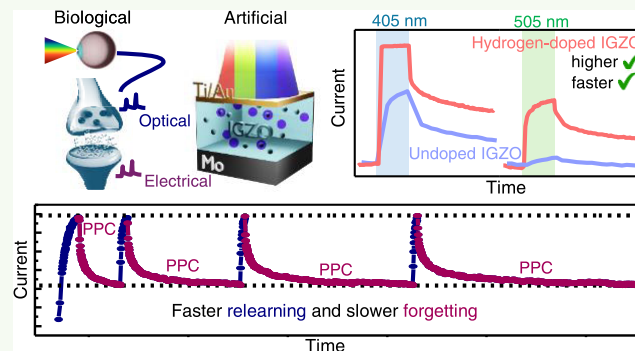 Biological
Artificial
Optical
Electrical
Ti/Au
IGZO
Mo
405 nm
505 nm
Hydrogen-doped IGZO
higher ✓
faster ✓
Undoped IGZO
Current
Time
PPC
PPC
PPC
PPC
Faster relearning and slower forgetting
Current
Time